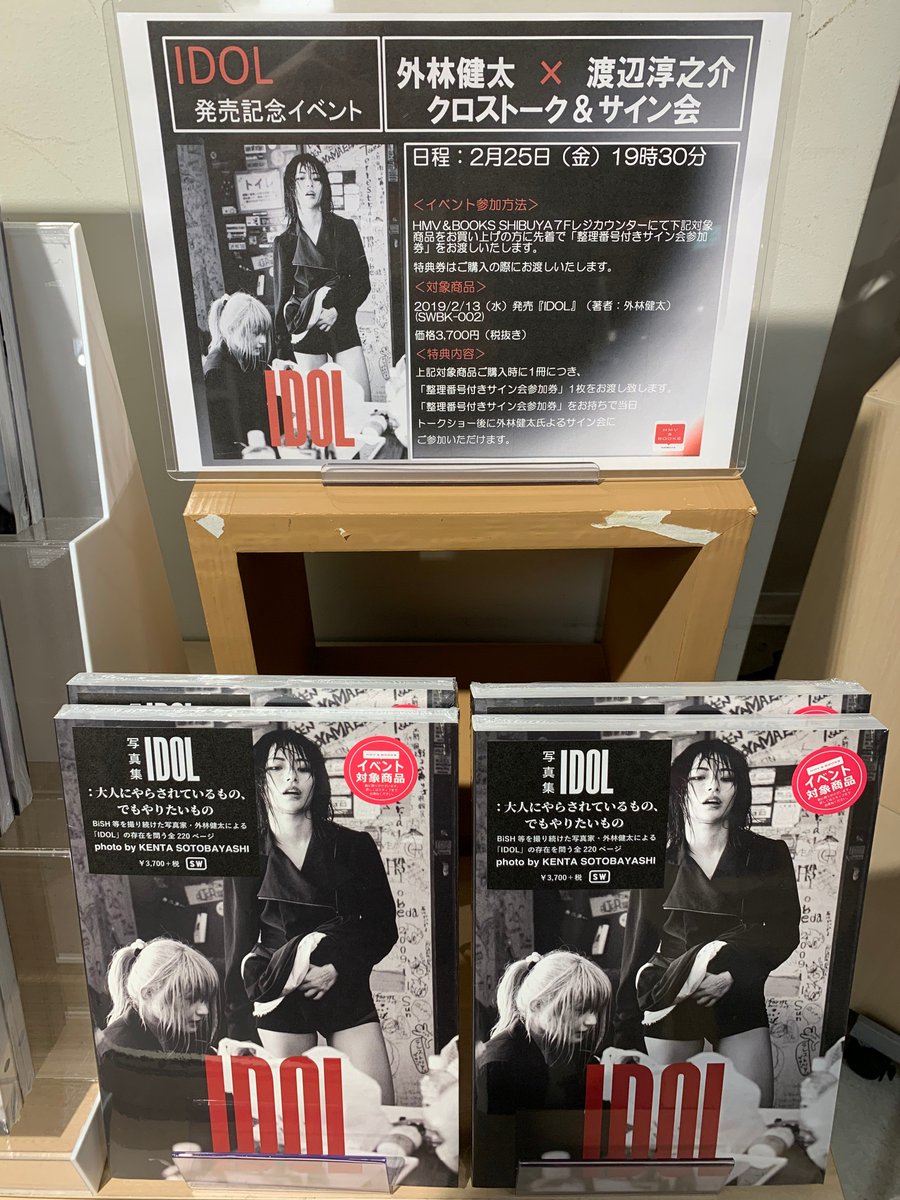 IDOL
発売記念イベント
外林健太 × 渡辺淳之介
クロストーク＆サイン会
日程：2月25日（金）19時30分
＜イベント参加方法＞
HMV＆BOOKS SHIBUYA 7Fレジカウンターにて下記対象
商品をお買い上げの方に先着で「整理番号付きサイン会参加
券」をお渡しいたします。
特典券はご購入の際にお渡しいたします。
＜対象商品＞
2019/2/13（水）発売『IDOL』（著者：外林健太）
(SWBK-002)
価格3,700円（税抜き）
＜特典内容＞
上記対象商品ご購入時に1冊につき、
「整理番号付きサイン会参加券」1枚をお渡し致します。
「整理番号付きサイン会参加券」をお持ちで当日
トークショー後に外林健太氏よるサイン会に
ご参加いただけます。
HMV
&
BOOKS
トイレ
IDOL
写真集 IDOL
：大人にやらされているもの、
でもやりたいもの
BiSH 等を撮り続けた写真家・外林健太による
「IDOL」の存在を問う全 220 ページ
photo by KENTA SOTOBAYASHI
￥3,700＋税 SW
イベント
対象商品
IDOL
写真集 IDOL
：大人にやらされているもの、
でもやりたいもの
BiSH 等を撮り続けた写真家・外林健太による
「IDOL」の存在を問う全 220 ページ
photo by KENTA SOTOBAYASHI
￥3,700＋税 SW
イベント
対象商品
IDOL